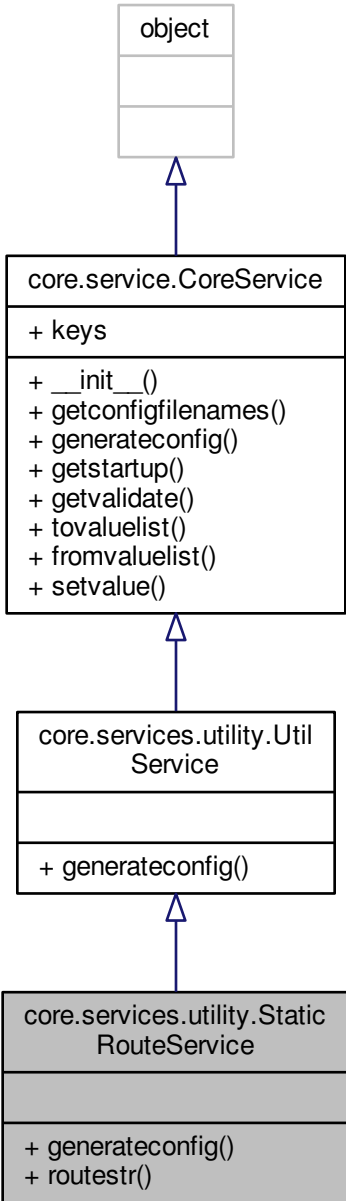 object
core.service.CoreService
+ keys
+ __init__()
+ getconfigfilenames()
+ generateconfig()
+ getstartup()
+ getvalidate()
+ tovaluelist()
+ fromvaluelist()
+ setvalue()
core.services.utility.Util
Service
+ generateconfig()
core.services.utility.Static
RouteService
+ generateconfig()
+ routestr()